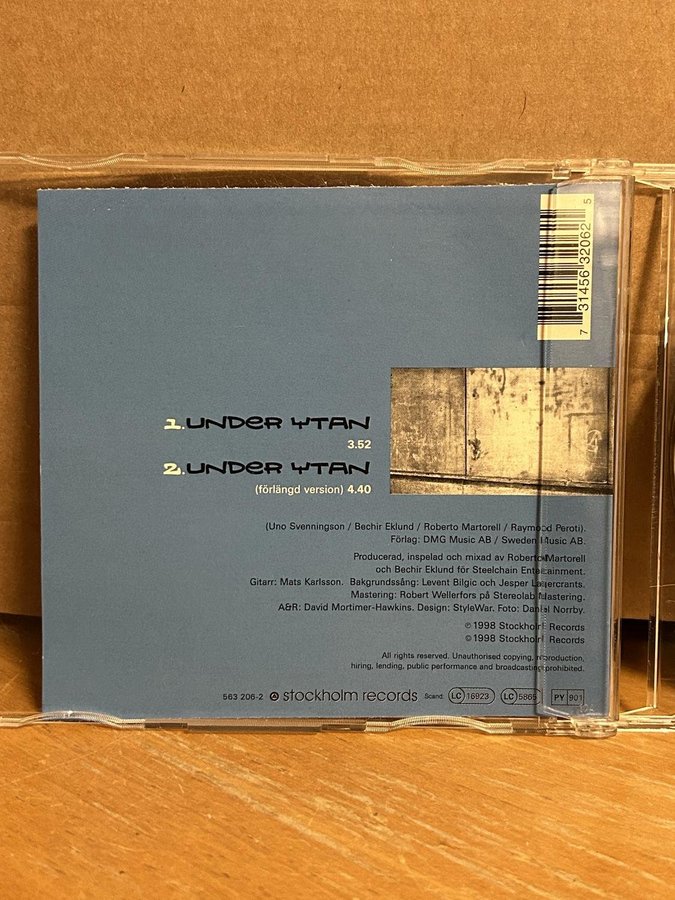 7 31456 32062 5
1.UNDER YTAN
3.52
2.UNDER YTAN
(förlängd version) 4.40
(Uno Svenningson / Bechir Eklund / Roberto Martorell / Raymond Peroti).
Förlag: DMG Music AB / Sweden Music AB.
Producerad, inspelad och mixad av Roberto Martorell
och Bechir Eklund för Steelchain Entertainment.
Gitarr: Mats Karlsson. Bakgrundssång: Levent Bilgic och Jesper Lagercrants.
Mastering: Robert Wellerfors på Stereolab Mastering.
A&R: David Mortimer-Hawkins. Design: StyleWar. Foto: Daniel Norrby.
℗ 1998 Stockholm Records
© 1998 Stockholm Records
All rights reserved. Unauthorised copying, reproduction,
hiring, lending, public performance and broadcasting prohibited.
563 206-2 stockholm records Scand: LC 16923 LC 5865 PY 901